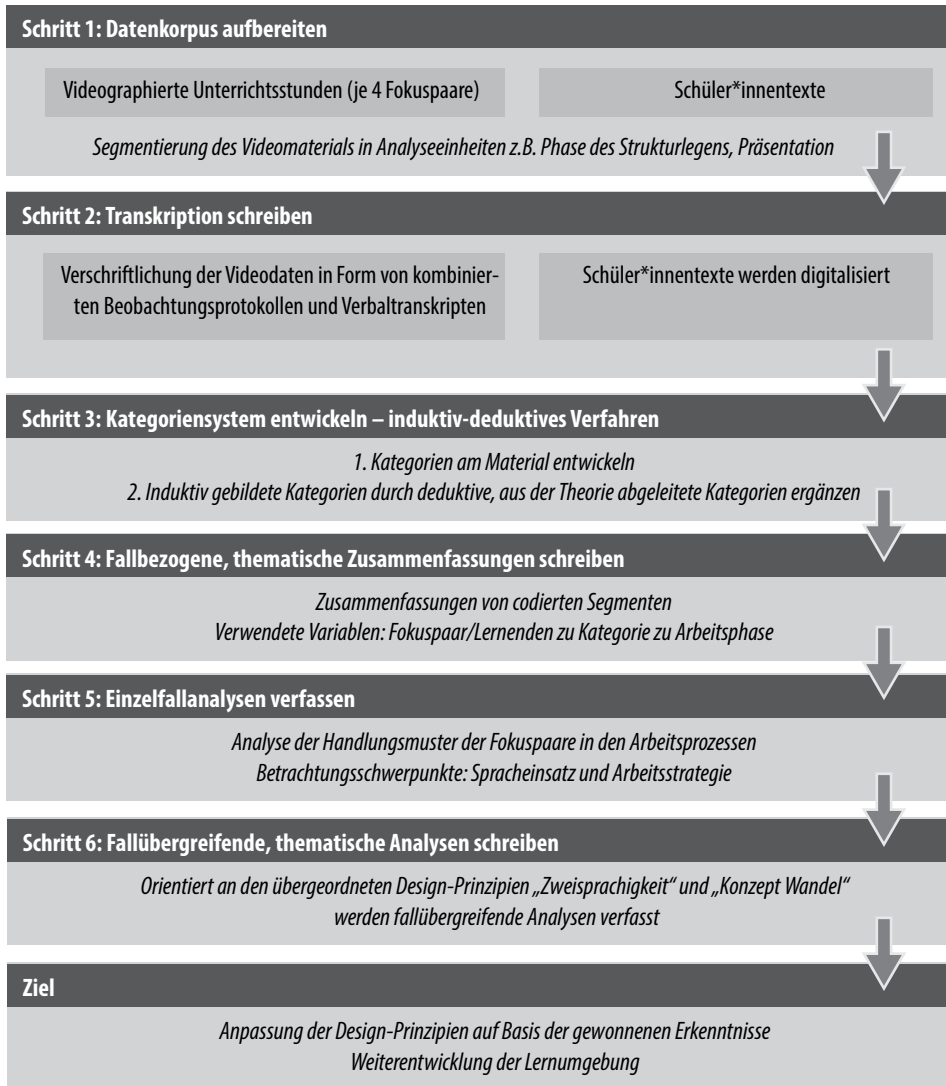 Schritt 1: Datenkorpus aufbereiten
Videographierte Unterrichtsstunden (je 4 Fokuspaare)
Schüler*innentexte
Segmentierung des Videomaterials in Analyseeinheiten z.B. Phase des Strukturlegens, Präsentation
Schritt 2: Transkription schreiben
Verschriftlichung der Videodaten in Form von kombinier-
ten Beobachtungsprotokollen und Verbaltranskripten
Schüler*innentexte werden digitalisiert
Schritt 3: Kategoriensystem entwickeln – induktiv-deduktives Verfahren
1. Kategorien am Material entwickeln
2. Induktiv gebildete Kategorien durch deduktive, aus der Theorie abgeleitete Kategorien ergänzen
Schritt 4: Fallbezogene, thematische Zusammenfassungen schreiben
Zusammenfassungen von codierten Segmenten
Verwendete Variablen: Fokuspaar/Lernenden zu Kategorie zu Arbeitsphase
Schritt 5: Einzelfallanalysen verfassen
Analyse der Handlungsmuster der Fokuspaare in den Arbeitsprozessen
Betrachtungsschwerpunkte: Spracheinsatz und Arbeitsstrategie
Schritt 6: Fallübergreifende, thematische Analysen schreiben
Orientiert an den übergeordneten Design-Prinzipien „Zweisprachigkeit“ und „Konzept Wandel“
werden fallübergreifende Analysen verfasst
Ziel
Anpassung der Design-Prinzipien auf Basis der gewonnenen Erkenntnisse
Weiterentwicklung der Lernumgebung